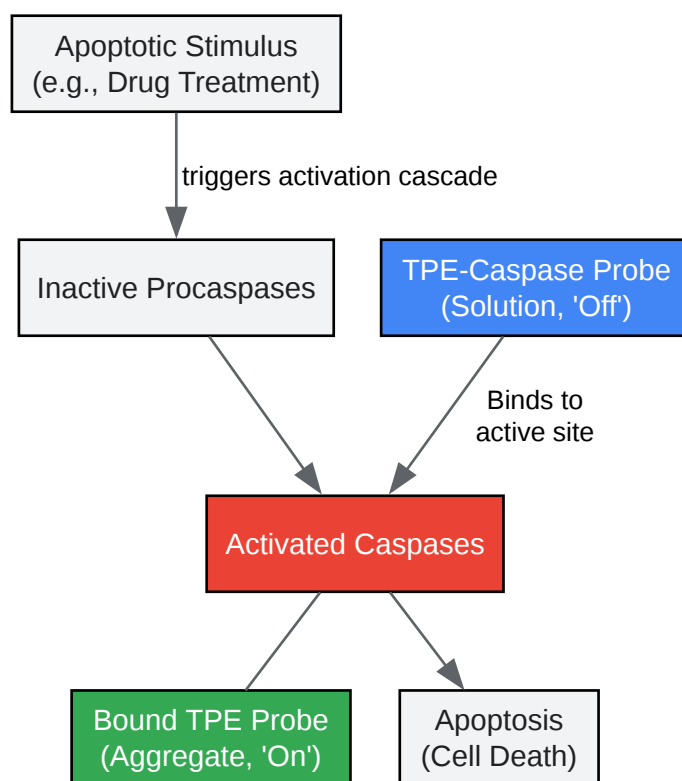 Apoptotic Stimulus
(e.g., Drug Treatment)
triggers activation cascade
Inactive Procaspases
TPE-Caspase Probe
(Solution, 'Off')
Binds to
active site
Activated Caspases
Bound TPE Probe
(Aggregate, 'On')
Apoptosis
(Cell Death)